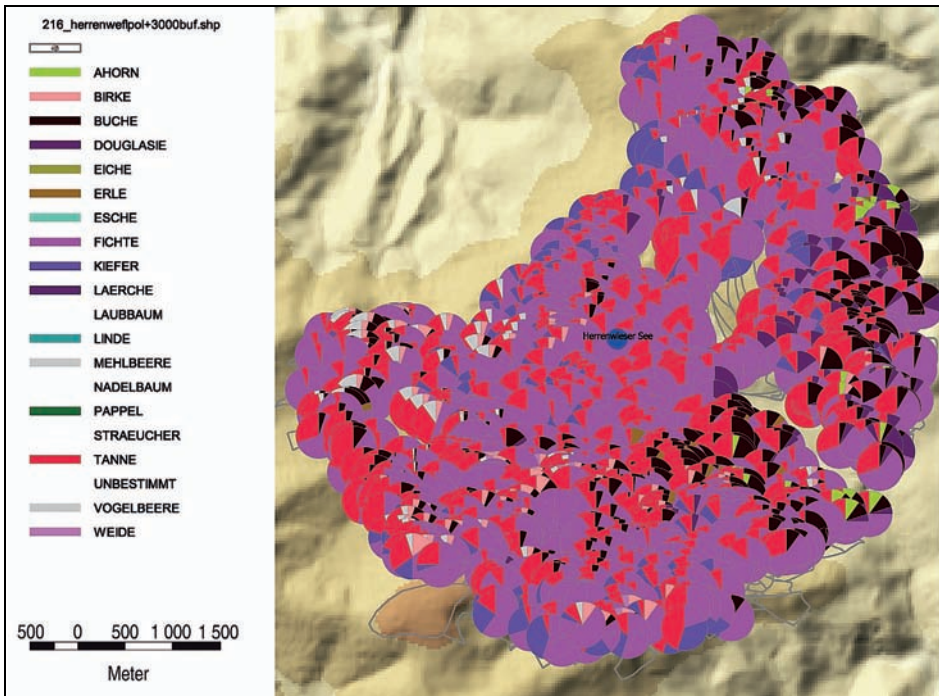 216_herrenweflpol+3000buf.shp
AHORN
BIRKE
BUCHE
DOUGLASIE
EICHE
ERLE
ESCHE
FICHTE
KIEFER
LAERCHE
LAUBBAUM
LINDE
MEHLBEERE
NADELBAUM
PAPPEL
STRAEUCHER
TANNE
UNBESTIMMT
VOGELBEERE
WEIDE
500 0 500 1 000 1 500
Meter
Herrenwieser See